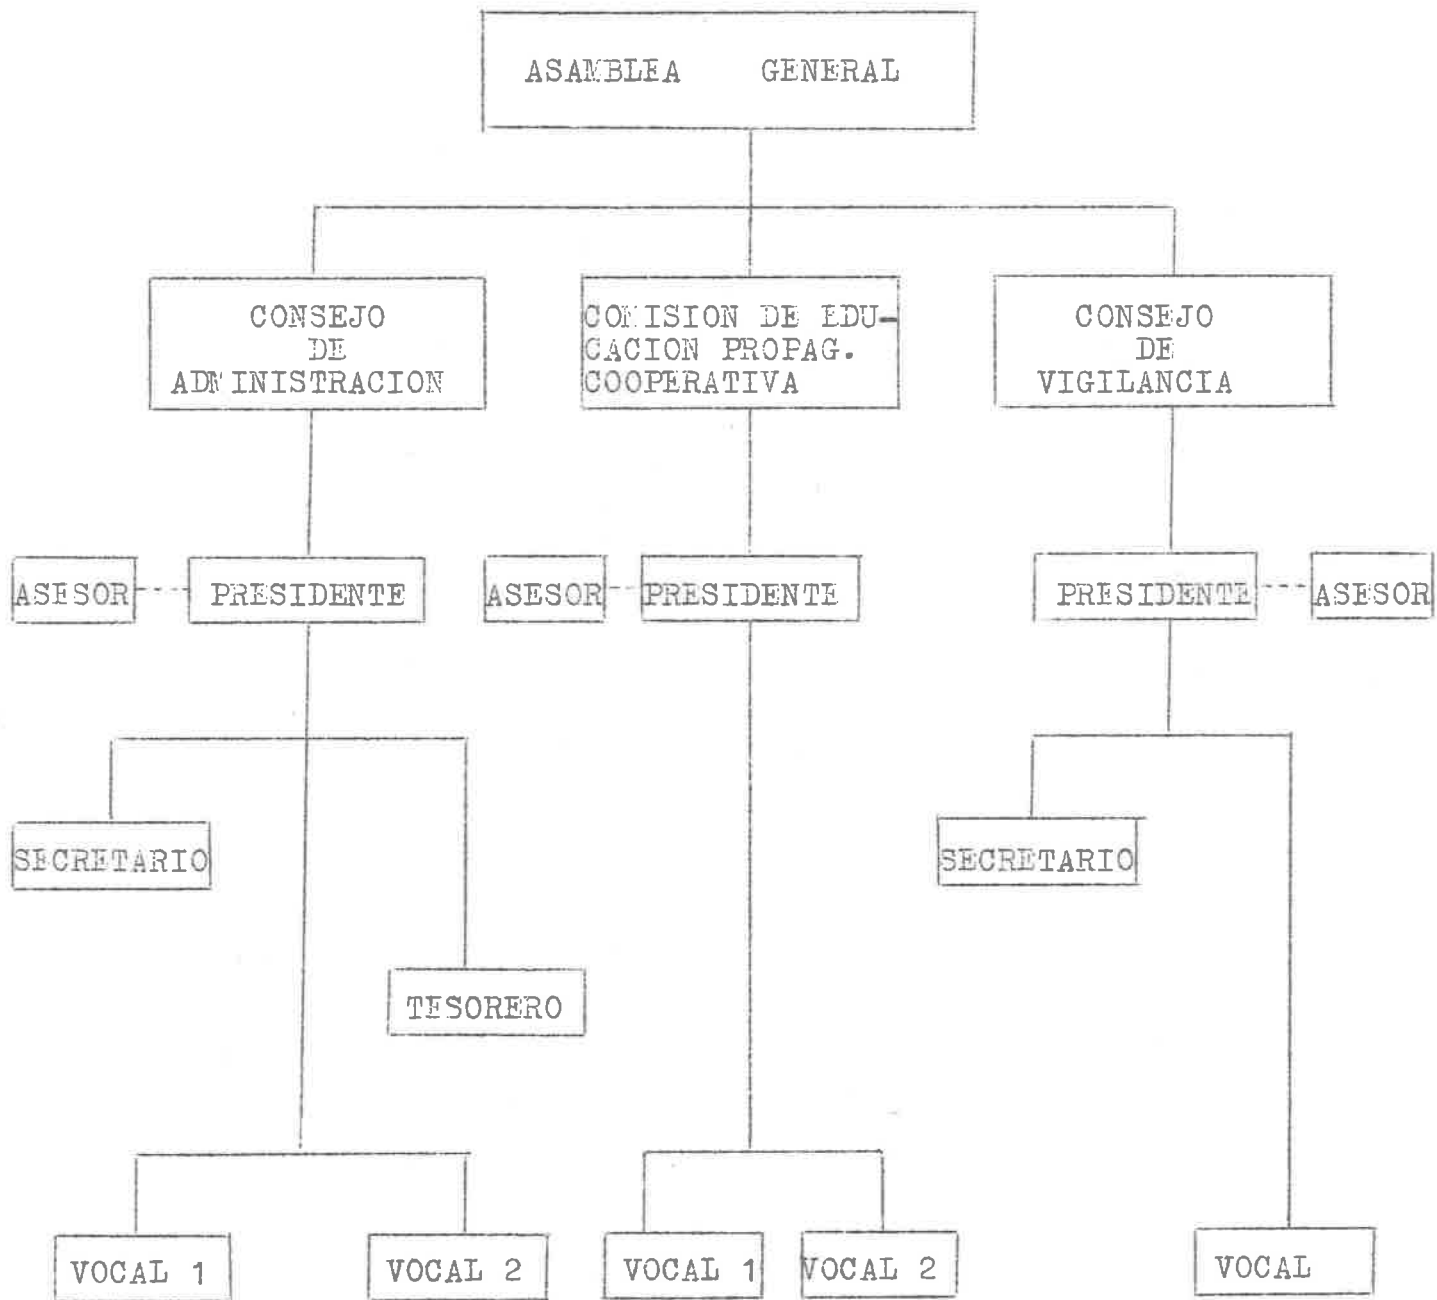 ASAMBLEA GENERAL
CONSEJO
DE
ADMINISTRACION
COMISION DE EDU-
CACION PROPAG.
COOPERATIVA
CONSEJO
DE
VIGILANCIA
ASESOR
PRESIDENTE
ASESOR
PRESIDENTE
PRESIDENTE
ASESOR
SECRETARIO
SECRETARIO
TESORERO
VOCAL 1
VOCAL 2
VOCAL 1
VOCAL 2
VOCAL